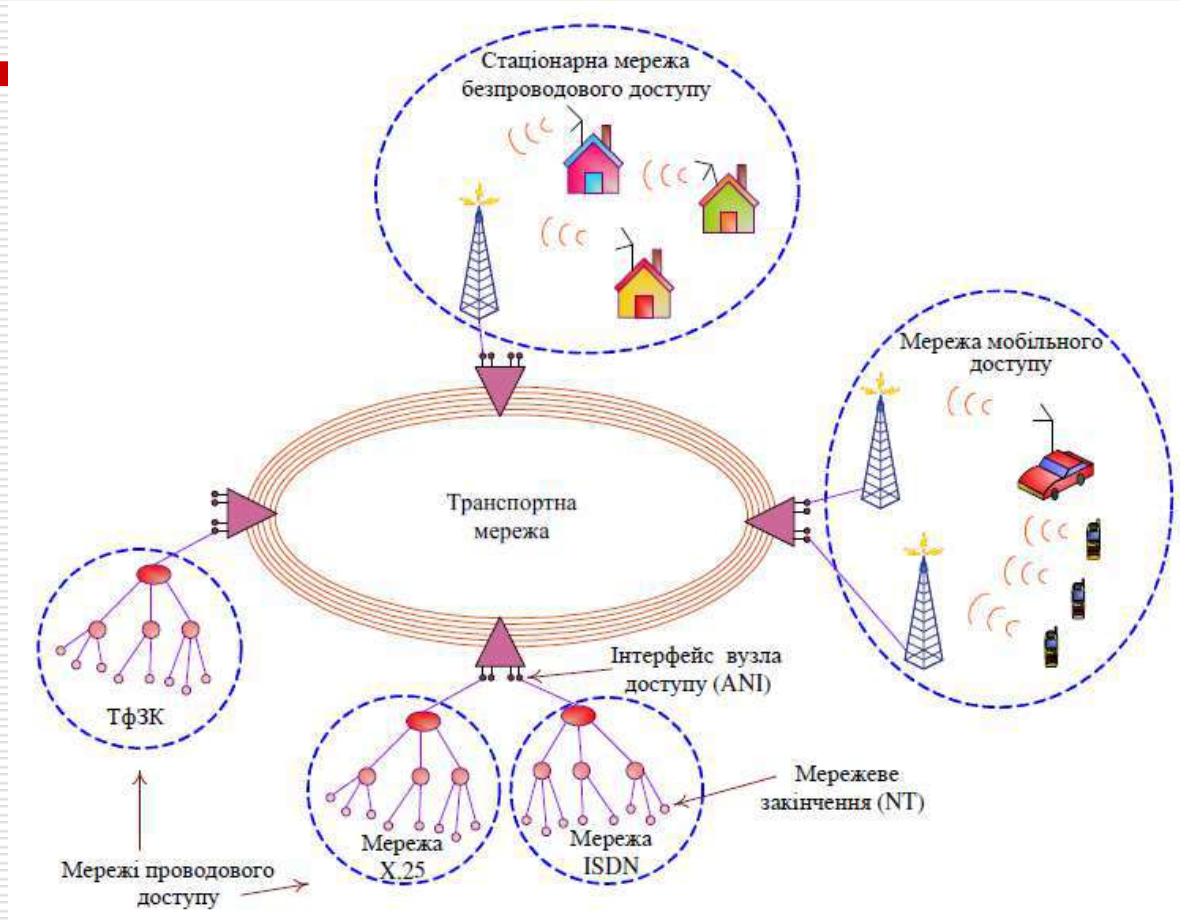 Стаціонарна мережа
безпроводового доступу
Мережа мобільного
доступу
Транспортна
мережа
Інтерфейс вузла
доступу (ANI)
ТфЗК
Мережеве
закінчення (NT)
Мережа
X.25
Мережа
ISDN
Мережі проводового
доступу